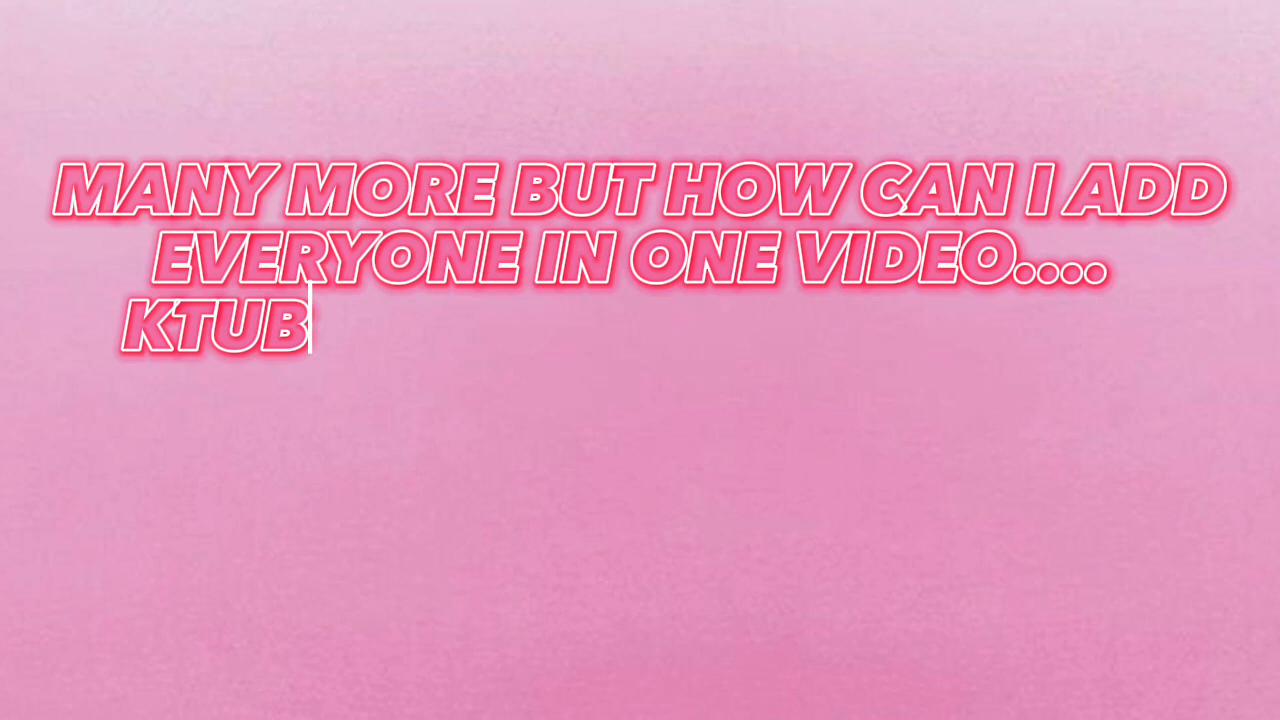 MANY MORE BUT HOW CAN I ADD
EVERYONE IN ONE VIDEO....
KTUB